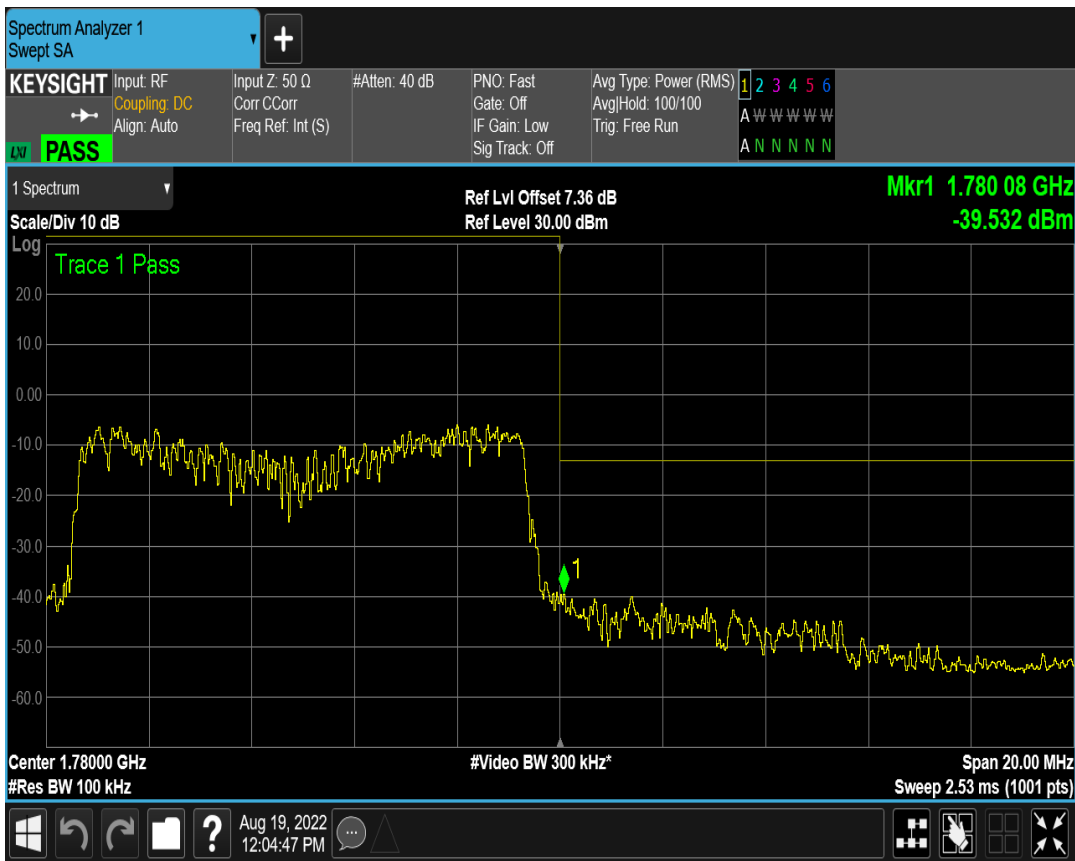 Spectrum Analyzer 1
Swept SA
+
KEYSIGHT
LXI
PASS
Input: RF
Coupling: DC
Align: Auto
Input Z: 50 Ω
Corr CCorr
Freq Ref: Int (S)
#Atten: 40 dB
PNO: Fast
Gate: Off
IF Gain: Low
Sig Track: Off
Avg Type: Power (RMS)
Avg|Hold: 100/100
Trig: Free Run
1 2 3 4 5 6
A W W W W W
A N N N N N
1 Spectrum
Scale/Div 10 dB
Ref Lvl Offset 7.36 dB
Ref Level 30.00 dBm
Mkr1 1.780 08 GHz
-39.532 dBm
Log
Trace 1 Pass
20.0
10.0
0.00
-10.0
-20.0
-30.0
1
-40.0
-50.0
-60.0
Center 1.78000 GHz
#Video BW 300 kHz*
Span 20.00 MHz
#Res BW 100 kHz
Sweep 2.53 ms (1001 pts)
?
Aug 19, 2022
12:04:47 PM